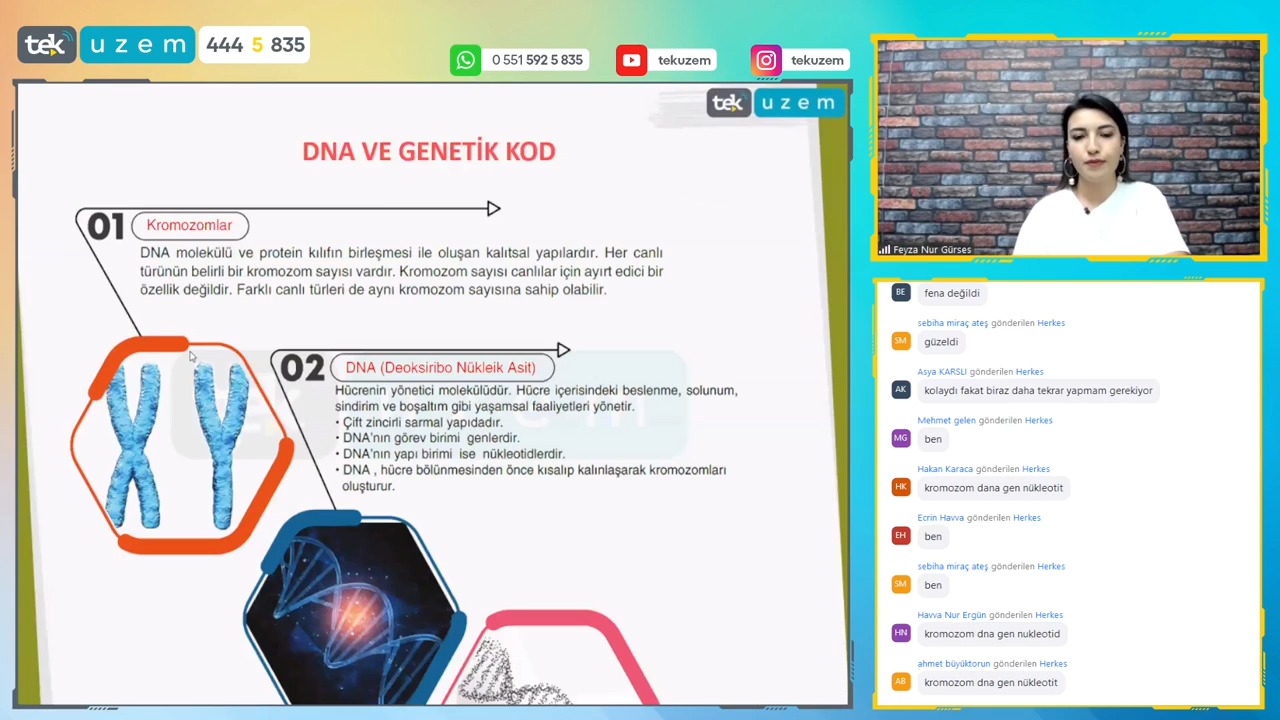 tek uzem 444 5 835
0 551 592 5 835
tekuzem
tekuzem
tek uzem
DNA VE GENETİK KOD
01 Kromozomlar
DNA molekülü ve protein kılıfın birleşmesi ile oluşan kalıtsal yapılardır. Her canlı
türünün belirli bir kromozom sayısı vardır. Kromozom sayısı canlılar için ayırt edici bir
özellik değildir. Farklı canlı türleri de aynı kromozom sayısına sahip olabilir.
02 DNA (Deoksiribo Nükleik Asit)
Hücrenin yönetici molekülüdür. Hücre içerisindeki beslenme, solunum,
sindirim ve boşaltım gibi yaşamsal faaliyetleri yönetir.
• Çift zincirli sarmal yapıdadır.
• DNA'nın görev birimi genlerdir.
• DNA'nın yapı birimi ise nükleotidlerdir.
• DNA , hücre bölünmesinden önce kısalıp kalınlaşarak kromozomları
oluşturur.
Feyza Nur Gürses
BE fena değildi
sebiha miraç ateş gönderilen Herkes
SM güzeldi
Asya KARSLI gönderilen Herkes
AK kolaydı fakat biraz daha tekrar yapmam gerekiyor
Mehmet gelen gönderilen Herkes
MG ben
Hakan Karaca gönderilen Herkes
HK kromozom dana gen nükleotit
Ecrin Havva gönderilen Herkes
EH ben
sebiha miraç ateş gönderilen Herkes
SM ben
Havva Nur Ergün gönderilen Herkes
HN kromozom dna gen nukleotid
ahmet büyüktorun gönderilen Herkes
AB kromozom dna gen nükleotit